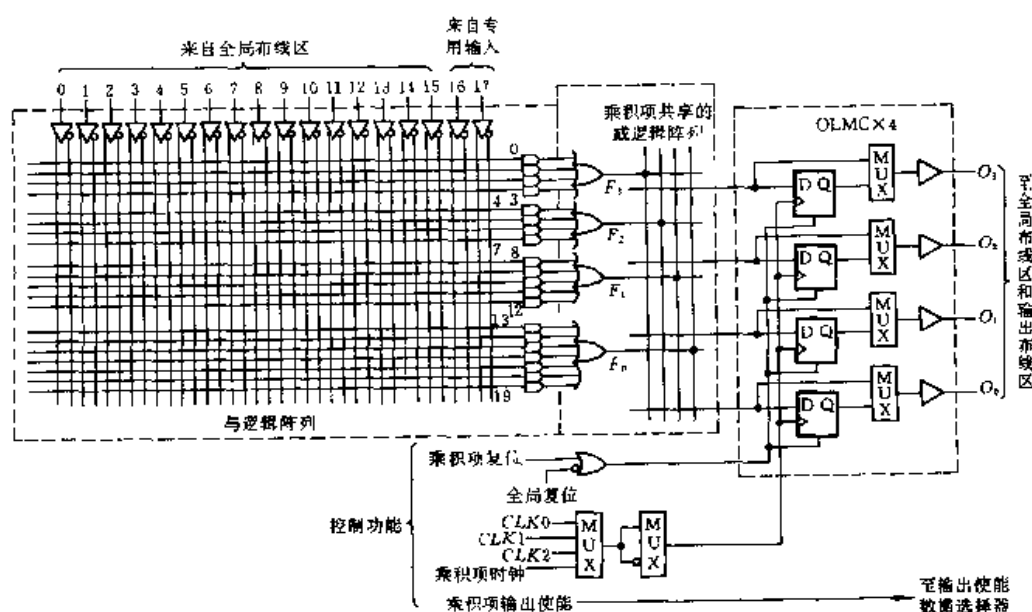 来自全局布线区
来自专
用输入
0 1 2 3 4 5 6 7 8 9 10 11 12 13 14 15 16 17
乘积项共享的
或逻辑阵列
OLMC×4
0
3
4
7
8
12
13
19
F3
F2
F1
F0
D Q
D Q
D Q
D Q
MUX
MUX
MUX
MUX
O3
O2
O1
O0
至全局布线区和输出布线区
与逻辑阵列
控制功能
乘积项复位
全局复位
CLK0
CLK1
CLK2
乘积项时钟
MUX
MUX
乘积项输出使能
至输出使能
数据选择器